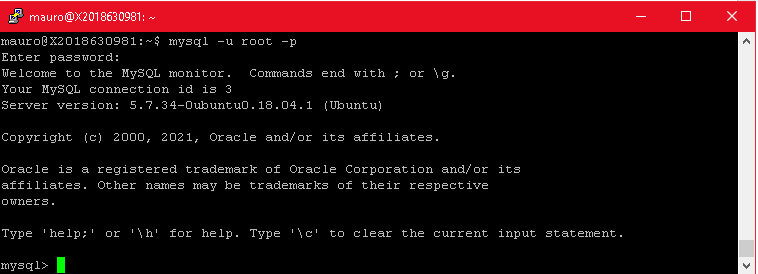 mauro@X2018630981: ~
mauro@X2018630981:~$ mysql -u root -p
Enter password:
Welcome to the MySQL monitor.  Commands end with ; or \g.
Your MySQL connection id is 3
Server version: 5.7.34-0ubuntu0.18.04.1 (Ubuntu)

Copyright (c) 2000, 2021, Oracle and/or its affiliates.

Oracle is a registered trademark of Oracle Corporation and/or its
affiliates. Other names may be trademarks of their respective
owners.

Type 'help;' or '\h' for help. Type '\c' to clear the current input statement.

mysql>